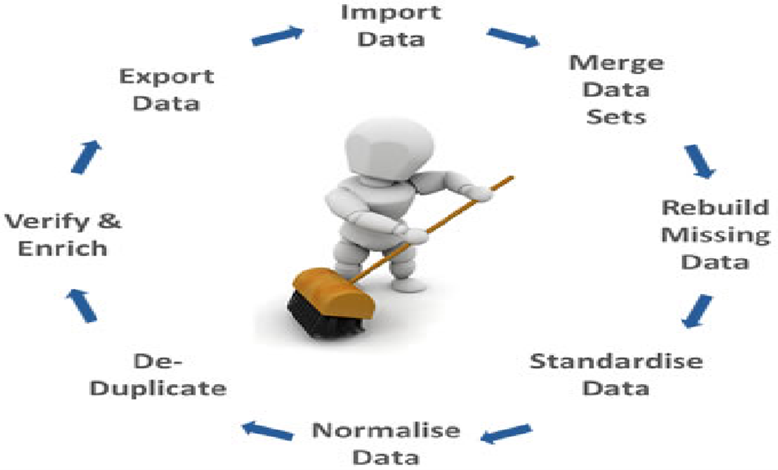 Import
Data
Merge
Data
Sets
Rebuild
Missing
Data
Standardise
Data
Normalise
Data
De-
Duplicate
Verify &
Enrich
Export
Data